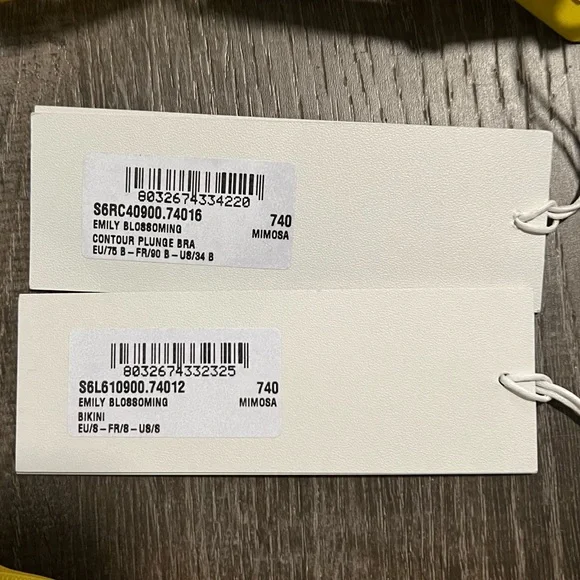 8032674334220
S6RC40900.74016 740
EMILY BLOSSOMING MIMOSA
CONTOUR PLUNGE BRA
EU/75 B - FR/90 B - US/34 B
8032674332325
S6L610900.74012 740
EMILY BLOSSOMING MIMOSA
BIKINI
EU/S - FR/S - US/S